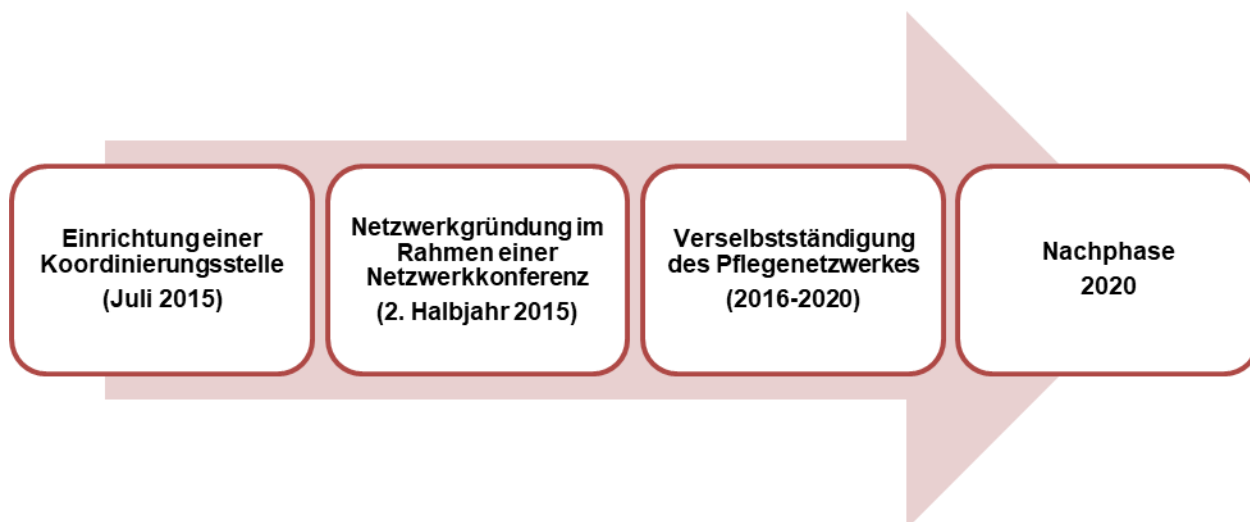 Einrichtung einer
Koordinierungsstelle
(Juli 2015)
Netzwerkgründung im
Rahmen einer
Netzwerkkonferenz
(2. Halbjahr 2015)
Verselbstständigung
des Pflegenetzwerkes
(2016-2020)
Nachphase
2020